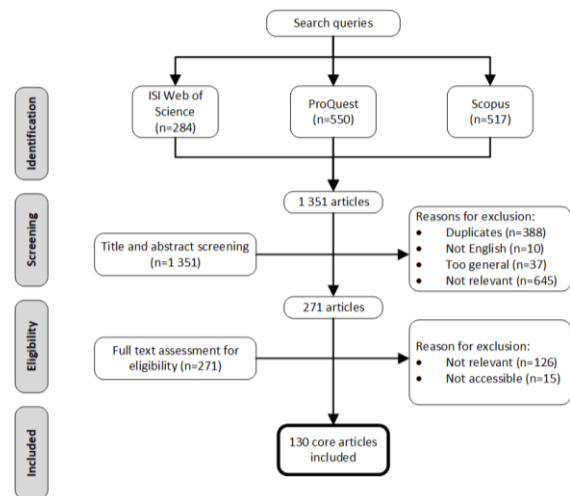 Search queries
Identification
ISI Web of
Science
(n=284)
ProQuest
(n=550)
Scopus
(n=517)
1 351 articles
Screening
Title and abstract screening
(n=1 351)
Reasons for exclusion:
• Duplicates (n=388)
• Not English (n=10)
• Too general (n=37)
• Not relevant (n=645)
271 articles
Eligibility
Full text assessment for
eligibility (n=271)
Reason for exclusion:
• Not relevant (n=126)
• Not accessible (n=15)
Included
130 core articles
included